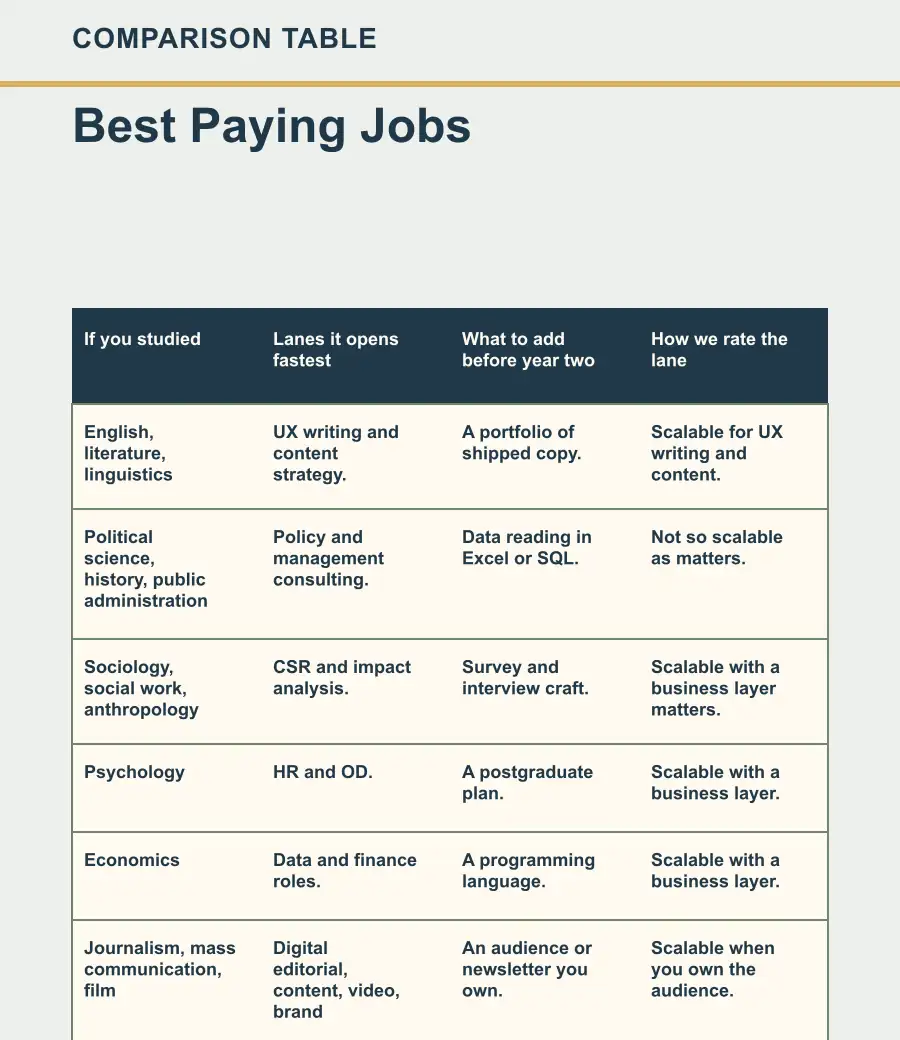 COMPARISON TABLE
Best Paying Jobs
If you studied
Lanes it opens
fastest
What to add
before year two
How we rate the
lane
English,
literature,
linguistics
UX writing and
content
strategy.
A portfolio of
shipped copy.
Scalable for UX
writing and
content.
Political
science,
history, public
administration
Policy and
management
consulting.
Data reading in
Excel or SQL.
Not so scalable
as matters.
Sociology,
social work,
anthropology
CSR and impact
analysis.
Survey and
interview craft.
Scalable with a
business layer
matters.
Psychology
HR and OD.
A postgraduate
plan.
Scalable with a
business layer.
Economics
Data and finance
roles.
A programming
language.
Scalable with a
business layer.
Journalism, mass
communication,
film
Digital
editorial,
content, video,
brand
An audience or
newsletter you
own.
Scalable when
you own the
audience.